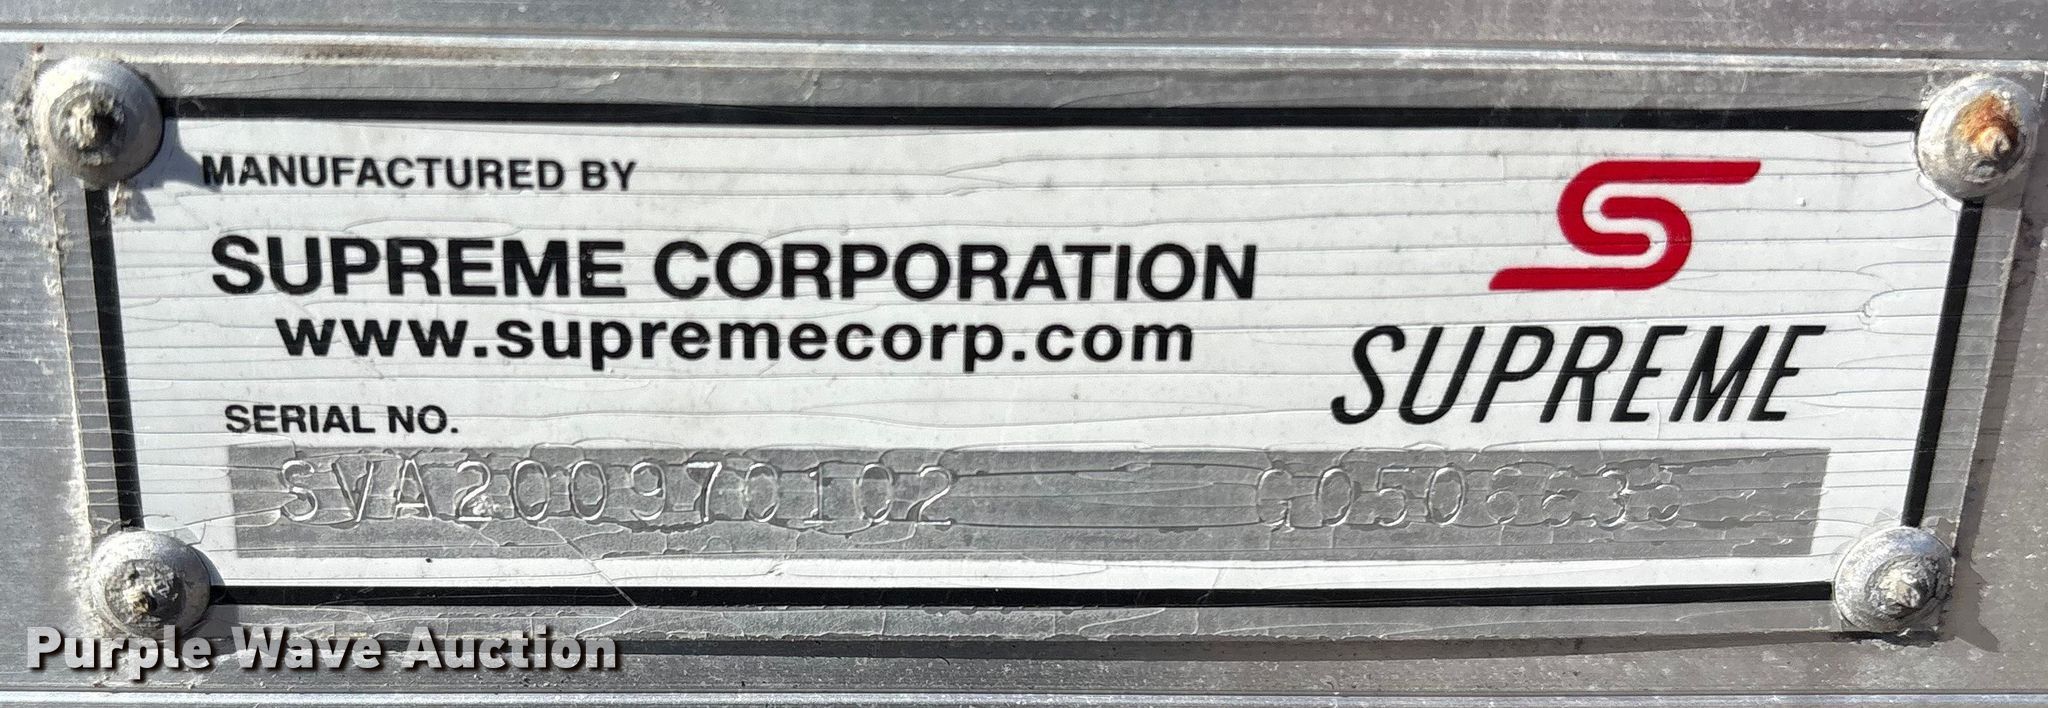 MANUFACTURED BY
SUPREME CORPORATION
www.supremecorp.com
SUPREME
SERIAL NO.
SVA200970102
Purple Wave Auction